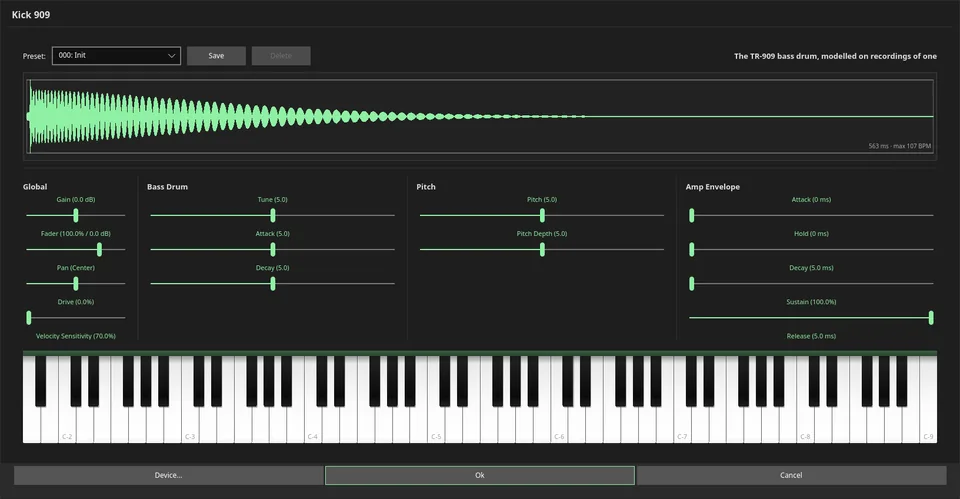 Kick 909
Preset: 000: Init Save Delete The TR-909 bass drum, modelled on recordings of one
563 ms - max 107 BPM
Global Bass Drum Pitch Amp Envelope
Gain (0.0 dB) Tune (5.0) Pitch (5.0) Attack (0 ms)
Fader (100.0% / 0.0 dB) Attack (5.0) Pitch Depth (5.0) Hold (0 ms)
Pan (Center) Decay (5.0) Decay (5.0 ms)
Drive (0.0%) Sustain (100.0%)
Velocity Sensitivity (70.0%) Release (5.0 ms)
C-2 C-3 C-4 C-5 C-6 C-7 C-8 C-9
Device... Ok Cancel